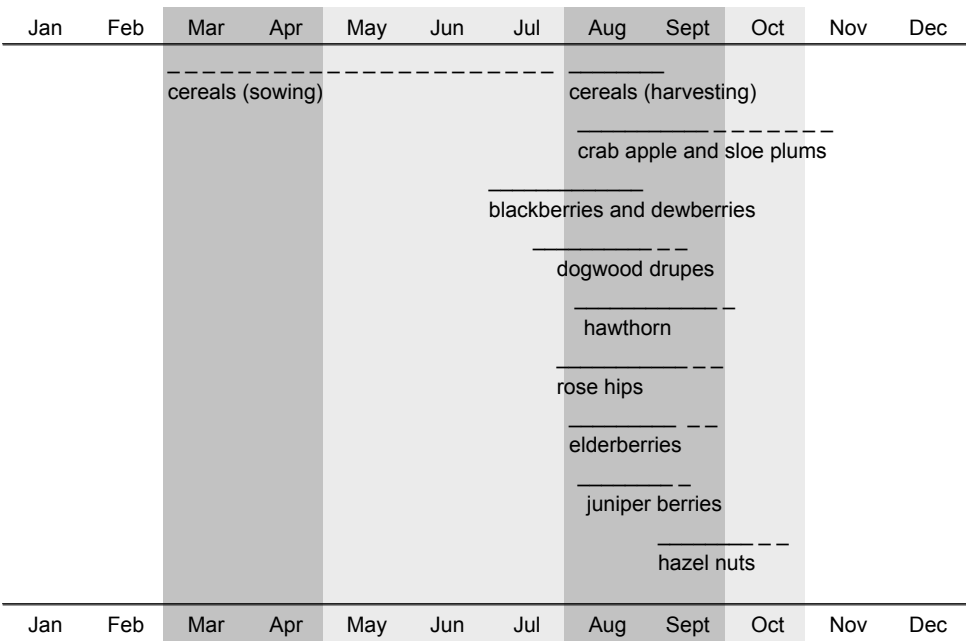 Jan Feb Mar Apr May Jun Jul Aug Sept Oct Nov Dec
cereals (sowing) cereals (harvesting)
crab apple and sloe plums
blackberries and dewberries
dogwood drupes
hawthorn
rose hips
elderberries
juniper berries
hazel nuts
Jan Feb Mar Apr May Jun Jul Aug Sept Oct Nov Dec